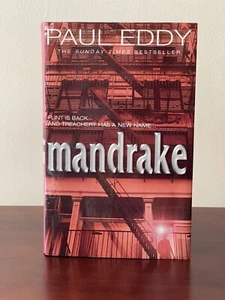 PAUL EDDY
THE SUNDAY TIMES BESTSELLER
FLINT IS BACK...
AND TREACHERY HAS A NEW NAME
mandrake